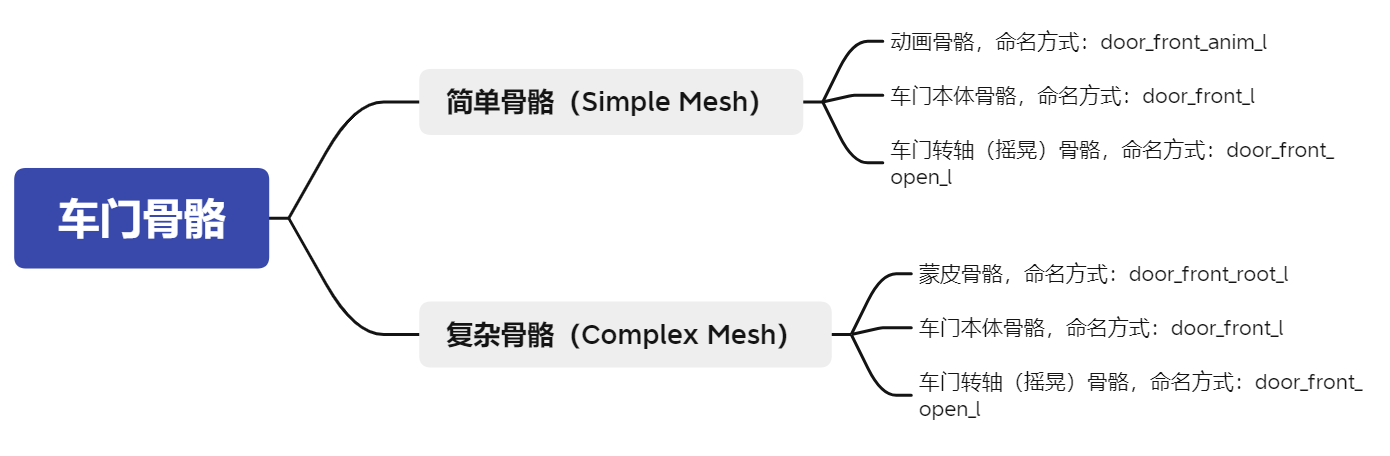 车门骨骼
简单骨骼（Simple Mesh）
动画骨骼，命名方式：door_front_anim_l
车门本体骨骼，命名方式：door_front_l
车门转轴（摇晃）骨骼，命名方式：door_front_
open_l
复杂骨骼（Complex Mesh）
蒙皮骨骼，命名方式：door_front_root_l
车门本体骨骼，命名方式：door_front_l
车门转轴（摇晃）骨骼，命名方式：door_front_
open_l